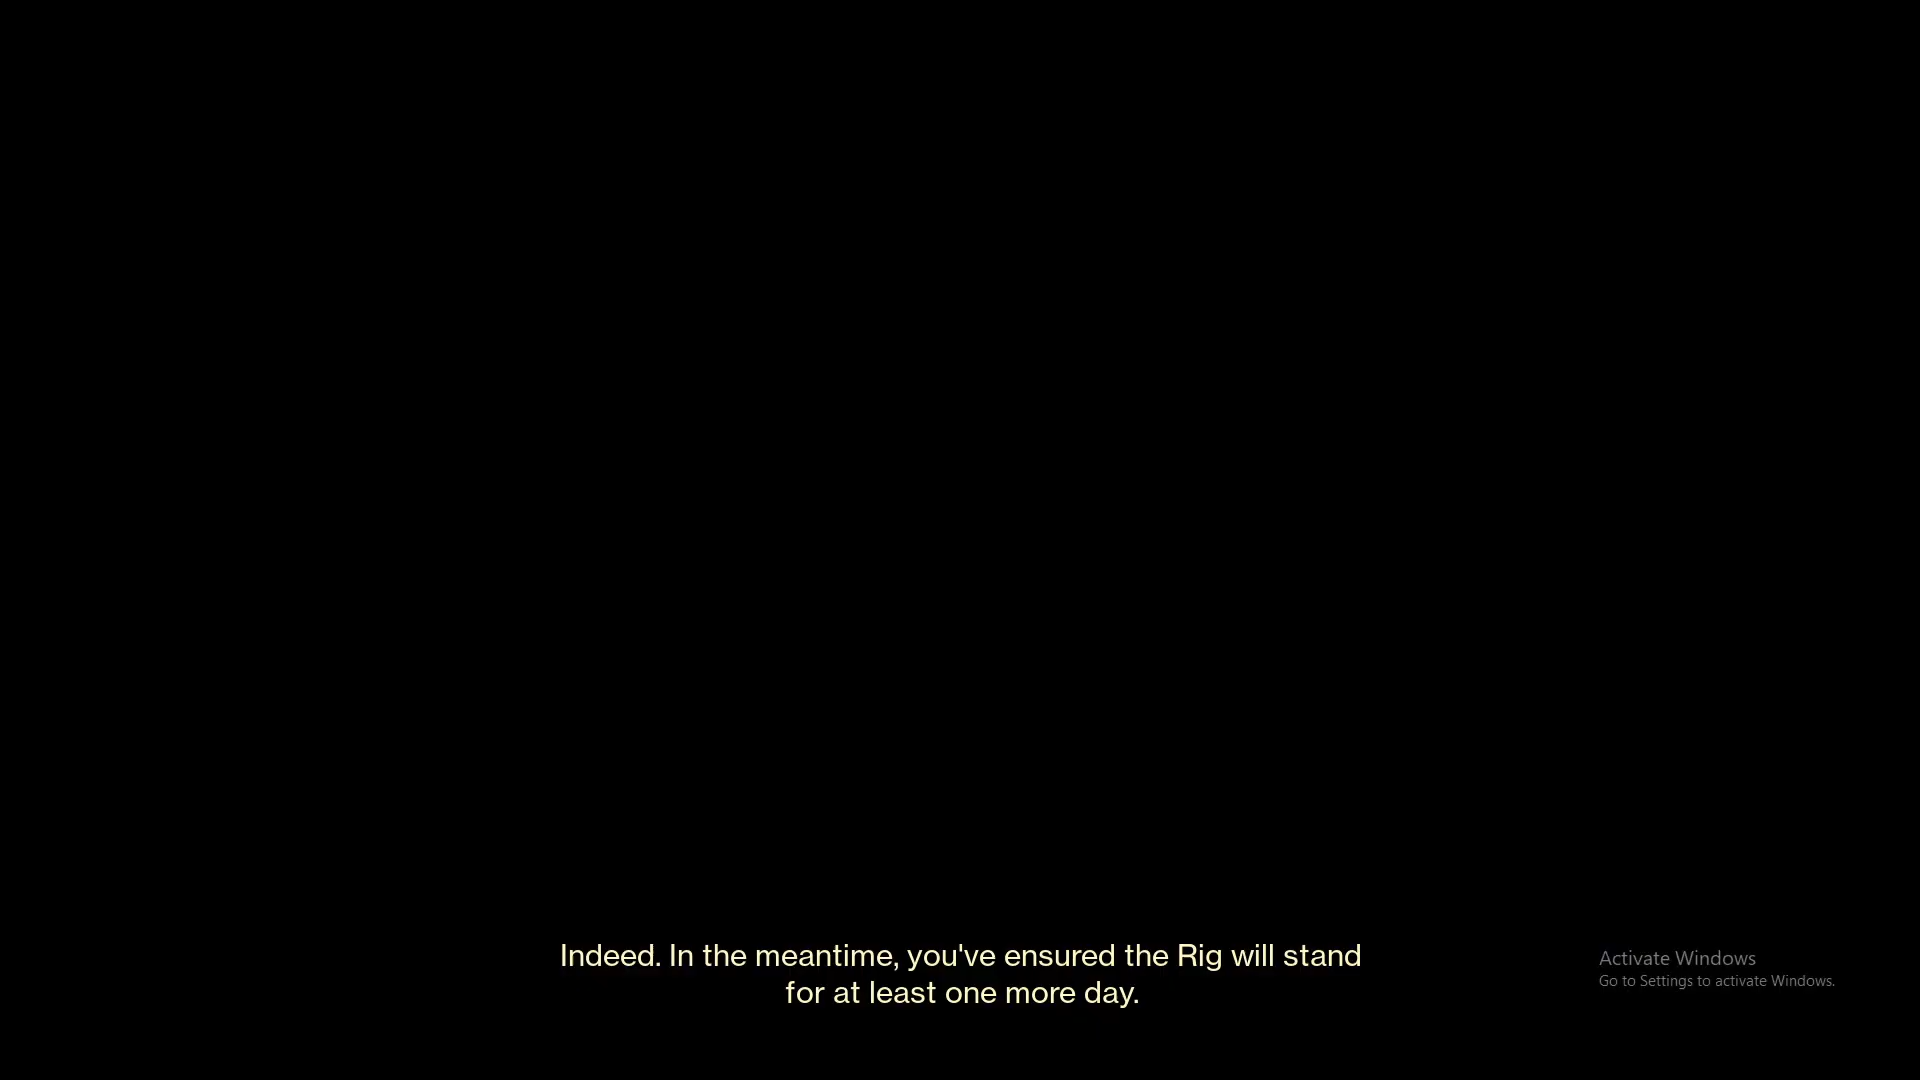 Indeed. In the meantime, you've ensured the Rig will stand
for at least one more day.
Activate Windows
Go to Settings to activate Windows.